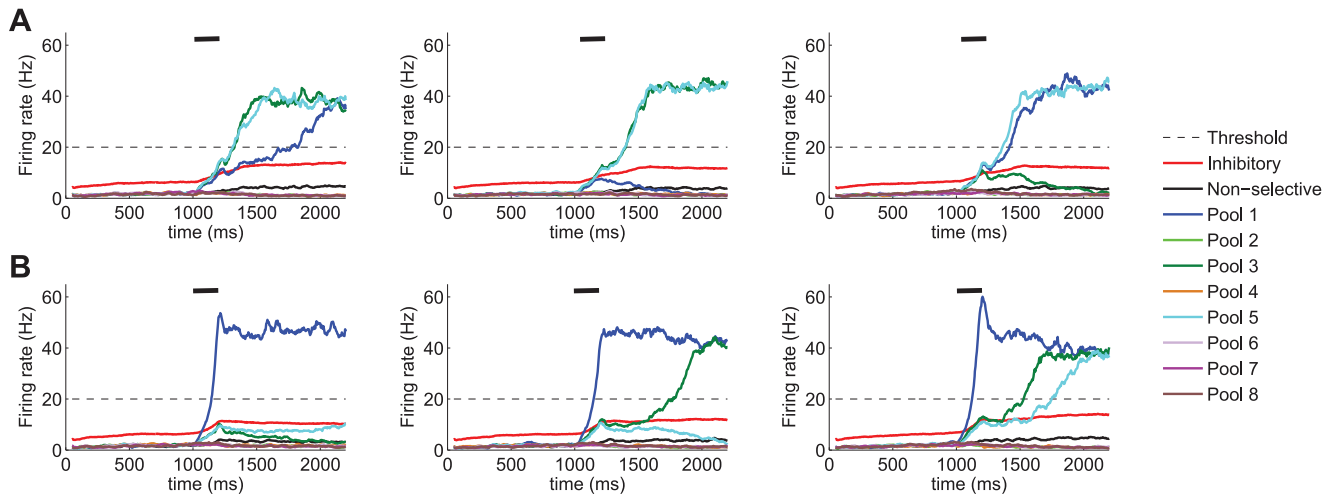 A
Firing rate (Hz)
60
40
20
0
0 500 1000 1500 2000
time (ms)
Firing rate (Hz)
60
40
20
0
0 500 1000 1500 2000
time (ms)
Firing rate (Hz)
60
40
20
0
0 500 1000 1500 2000
time (ms)
B
Firing rate (Hz)
60
40
20
0
0 500 1000 1500 2000
time (ms)
Firing rate (Hz)
60
40
20
0
0 500 1000 1500 2000
time (ms)
Firing rate (Hz)
60
40
20
0
0 500 1000 1500 2000
time (ms)
Threshold
Inhibitory
Non−selective
Pool 1
Pool 2
Pool 3
Pool 4
Pool 5
Pool 6
Pool 7
Pool 8